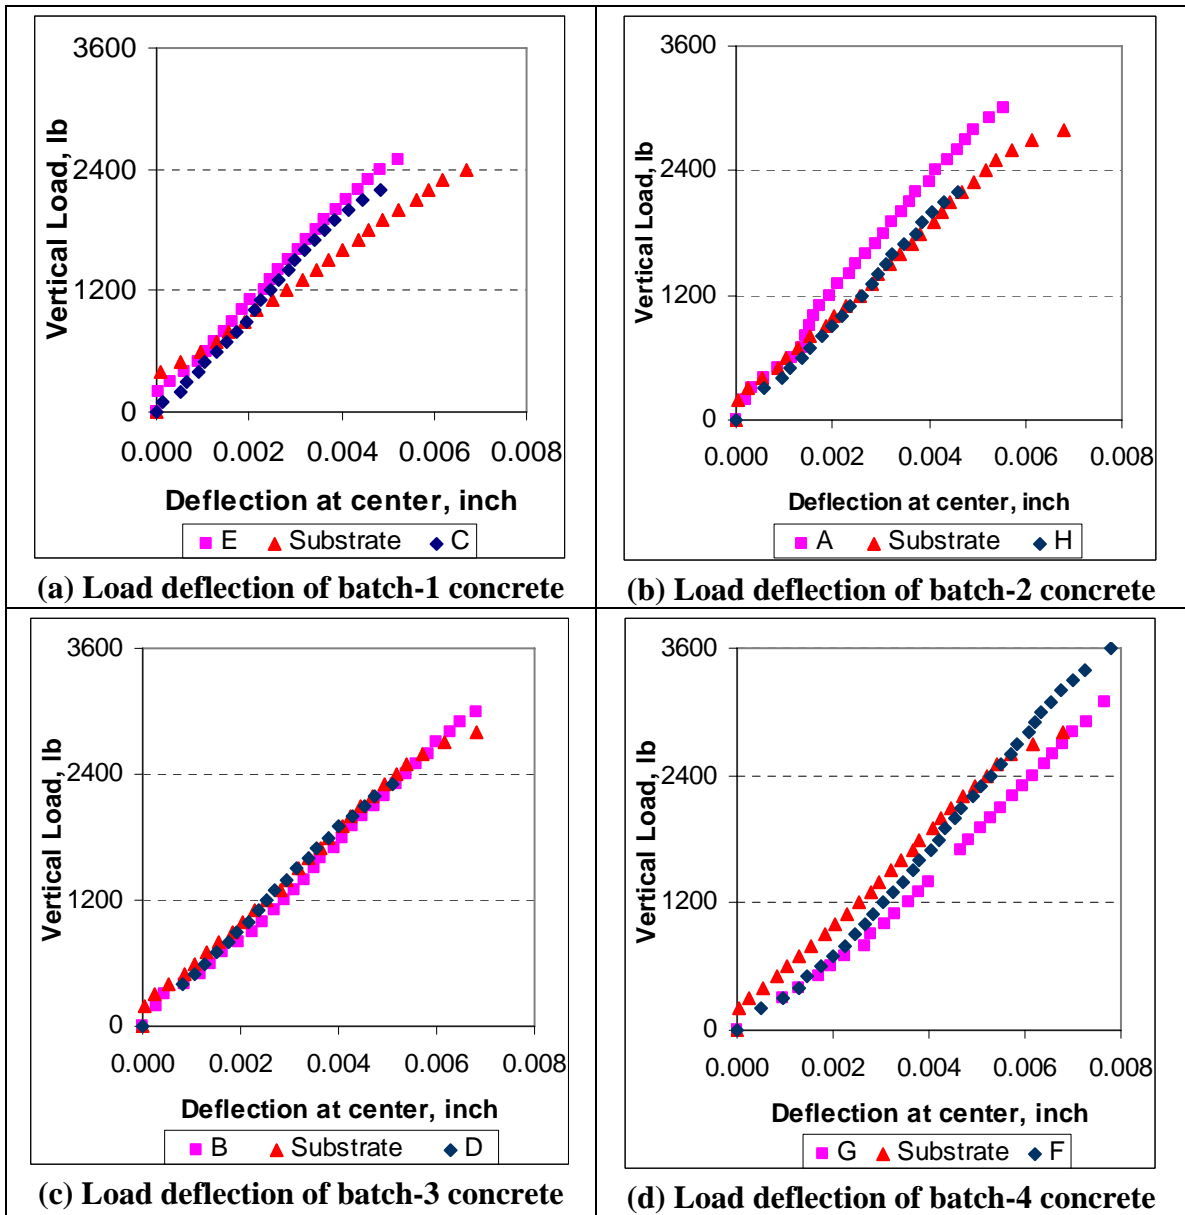 3600
2400
1200
0
Vertical Load, lb
0.000 0.002 0.004 0.006 0.008
Deflection at center, inch
E Substrate C
(a) Load deflection of batch-1 concrete
3600
2400
1200
0
Vertical Load, lb
0.000 0.002 0.004 0.006 0.008
Deflection at center, inch
A Substrate H
(b) Load deflection of batch-2 concrete
3600
2400
1200
0
Vertical Load, lb
0.000 0.002 0.004 0.006 0.008
Deflection at center, inch
B Substrate D
(c) Load deflection of batch-3 concrete
3600
2400
1200
0
Vertical Load, lb
0.000 0.002 0.004 0.006 0.008
Deflection at center, inch
G Substrate F
(d) Load deflection of batch-4 concrete